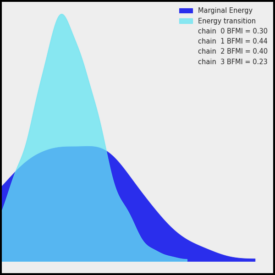 Marginal Energy
Energy transition
chain 0 BFMI = 0.30
chain 1 BFMI = 0.44
chain 2 BFMI = 0.40
chain 3 BFMI = 0.23